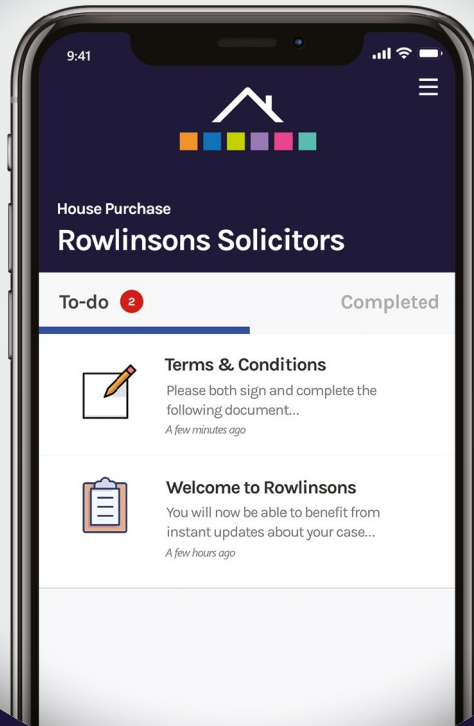 9:41
House Purchase
Rowlinsons Solicitors
To-do 2
Completed
Terms & Conditions
Please both sign and complete the
following document...
A few minutes ago
Welcome to Rowlinsons
You will now be able to benefit from
instant updates about your case...
A few hours ago